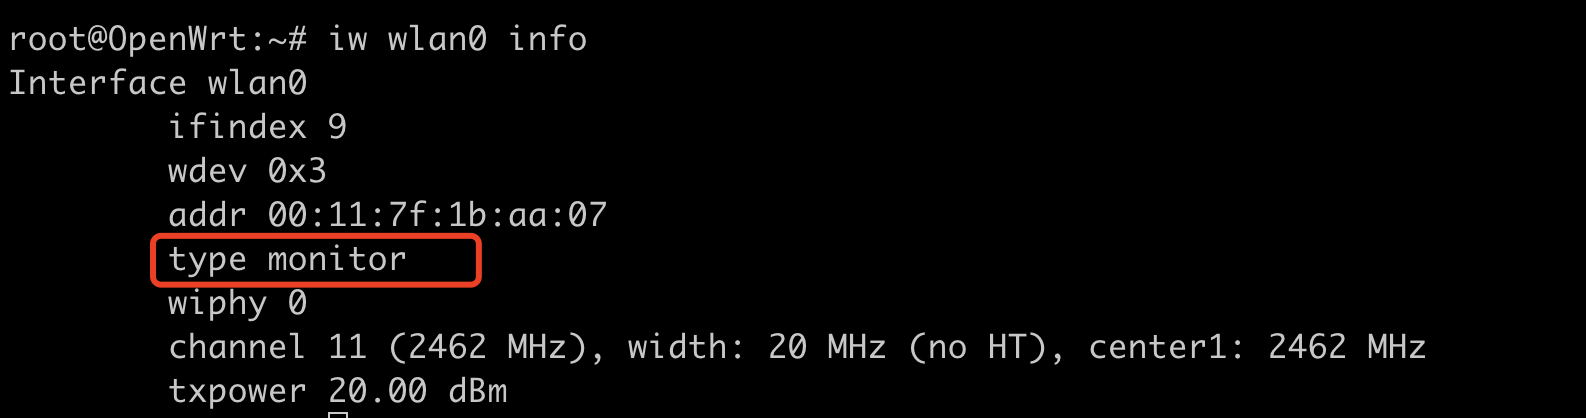 root@OpenWrt:~# iw wlan0 info
Interface wlan0
ifindex 9
wdev 0x3
addr 00:11:7f:1b:aa:07
type monitor
wiphy 0
channel 11 (2462 MHz), width: 20 MHz (no HT), center1: 2462 MHz
txpower 20.00 dBm